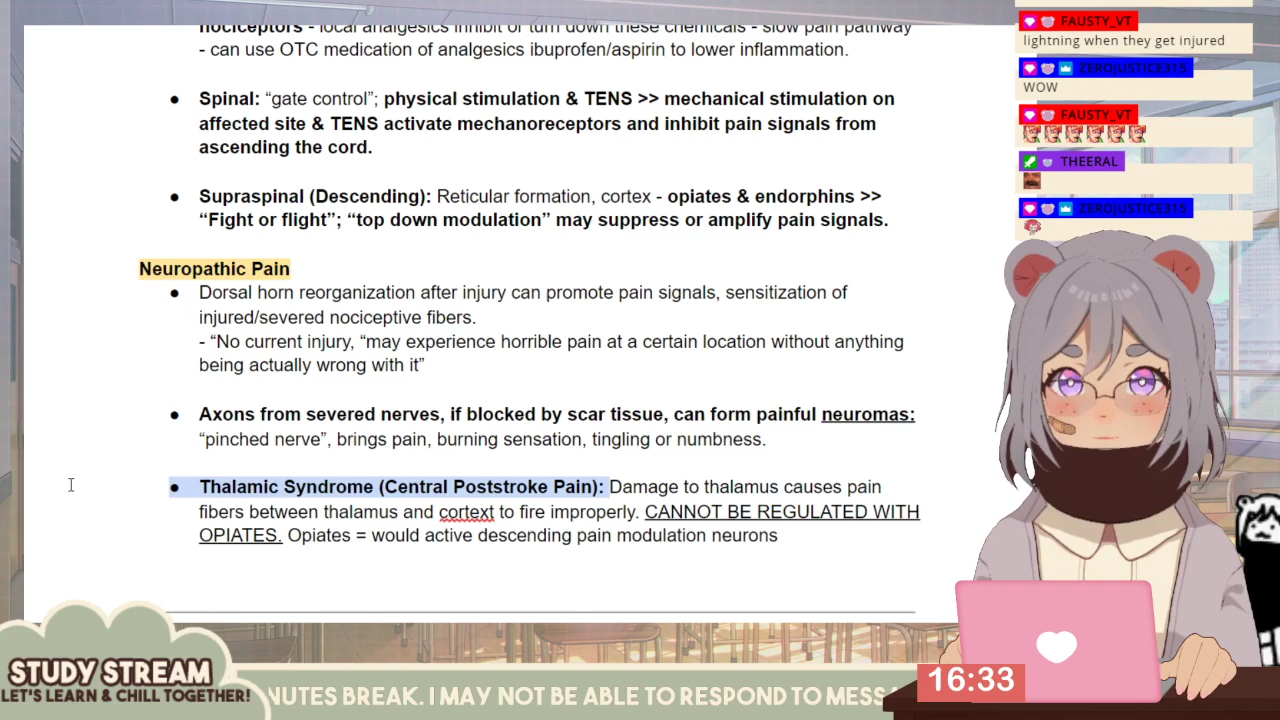 nociceptors - local analgesics inhibit or turn down these chemicals - slow pain pathway
- can use OTC medication of analgesics ibuprofen/aspirin to lower inflammation.
● Spinal: “gate control”; physical stimulation & TENS >> mechanical stimulation on
affected site & TENS activate mechanoreceptors and inhibit pain signals from
ascending the cord.
● Supraspinal (Descending): Reticular formation, cortex - opiates & endorphins >>
“Fight or flight”; “top down modulation” may suppress or amplify pain signals.
Neuropathic Pain
● Dorsal horn reorganization after injury can promote pain signals, sensitization of
injured/severed nociceptive fibers.
- “No current injury, “may experience horrible pain at a certain location without anything
being actually wrong with it”
● Axons from severed nerves, if blocked by scar tissue, can form painful neuromas:
“pinched nerve”, brings pain, burning sensation, tingling or numbness.
● Thalamic Syndrome (Central Poststroke Pain): Damage to thalamus causes pain
fibers between thalamus and cortext to fire improperly. CANNOT BE REGULATED WITH
OPIATES. Opiates = would active descending pain modulation neurons
FAUSTY_VT
lightning when they get injured
ZEROJUSTICE315
WOW
FAUSTY_VT
THEERAL
ZEROJUSTICE315
STUDY STREAM
LET'S LEARN & CHILL TOGETHER!
NUTES BREAK. I MAY NOT BE ABLE TO RESPOND TO MESSA
16:33